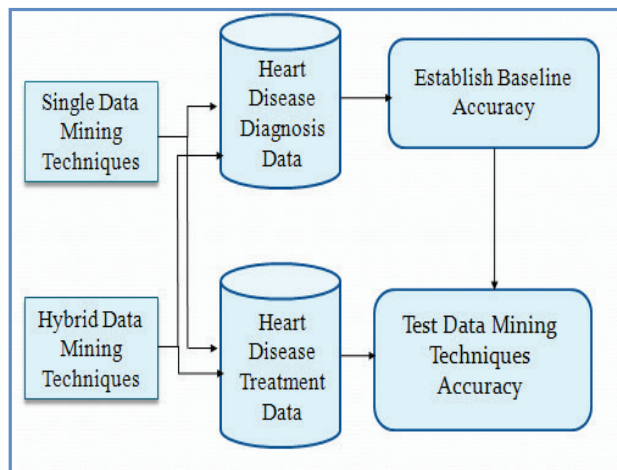 Single Data
Mining
Techniques
Heart
Disease
Diagnosis
Data
Establish Baseline
Accuracy
Hybrid Data
Mining
Techniques
Heart
Disease
Treatment
Data
Test Data Mining
Techniques
Accuracy